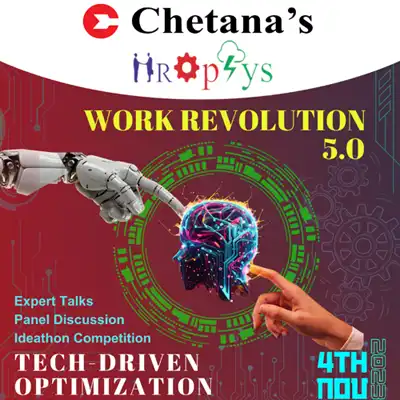 Chetana's
HROPSYS
WORK REVOLUTION
5.0
Expert Talks
Panel Discussion
Ideathon Competition
TECH-DRIVEN
OPTIMIZATION
4TH
NOV
2023